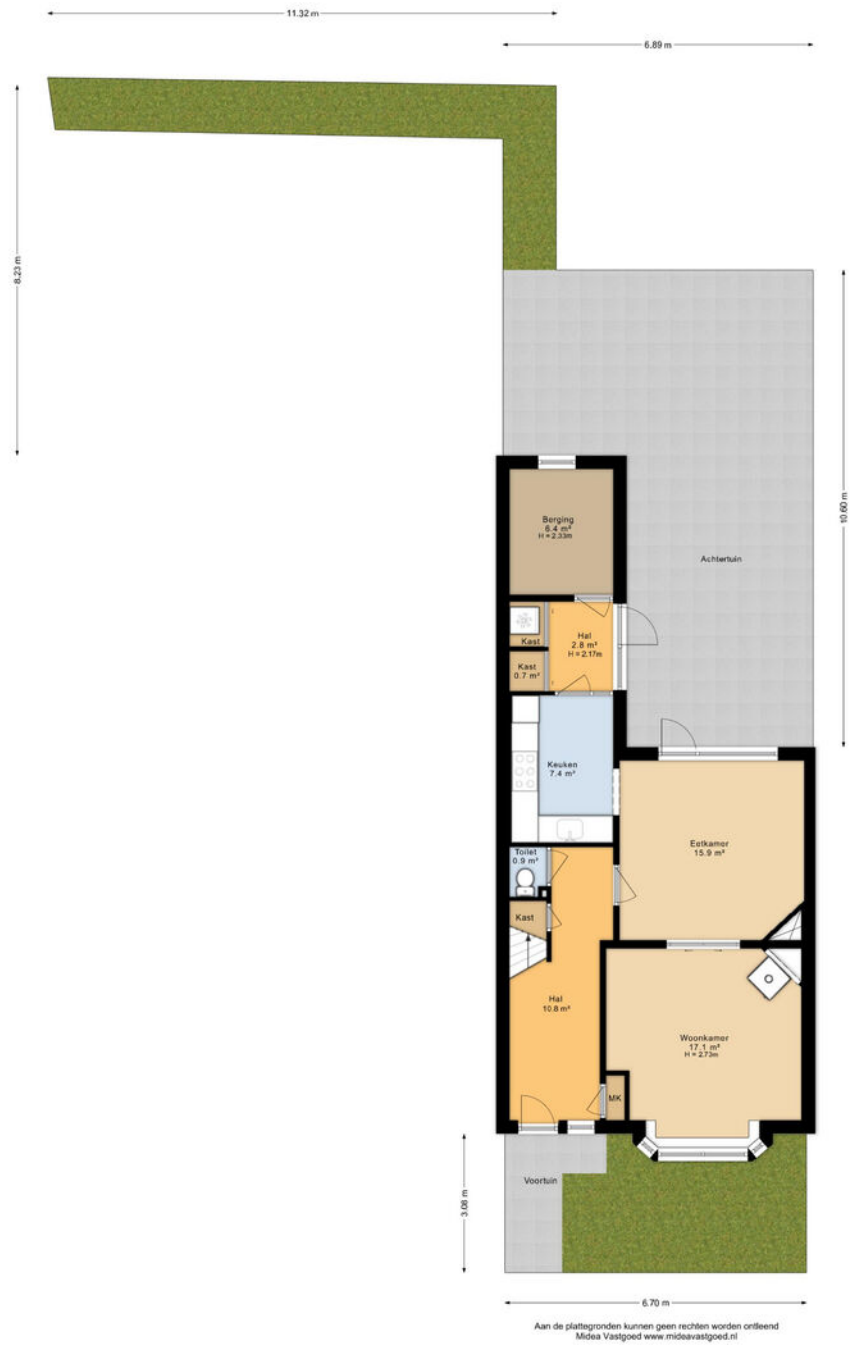 11.32 m
6.89 m
8.23 m
10.60 m
Berging
6.4 m²
H = 2.33m
Achtertuin
Kast
Hal
2.8 m²
H = 2.17m
Kast
0.7 m²
Keuken
7.4 m²
Eetkamer
15.9 m²
Toilet
0.9 m²
Kast
Hal
10.8 m²
Woonkamer
17.1 m²
H = 2.73m
MK
Voortuin
3.08 m
6.70 m
Aan de plattegronden kunnen geen rechten worden ontleend
Midea Vastgoed www.mideavastgoed.nl